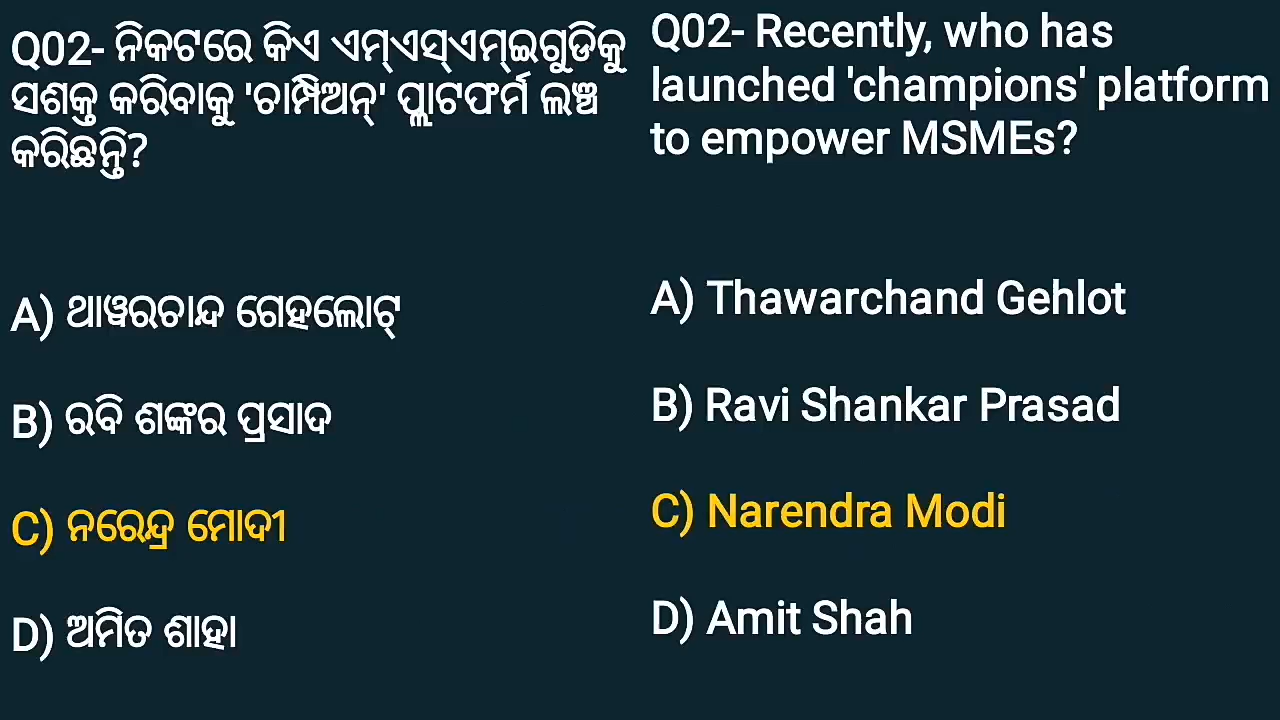 Q02- ନିକଟରେ କିଏ ଏମ୍ଏସ୍ଏମ୍ଇଗୁଡିକୁ
ସଶକ୍ତ କରିବାକୁ 'ଚାମ୍ପିଅନ୍' ପ୍ଲାଟଫର୍ମ ଲଞ୍ଚ
କରିଛନ୍ତି?
A) ଥାୱରଚାନ୍ଦ ଗେହଲୋଟ୍
B) ରବି ଶଙ୍କର ପ୍ରସାଦ
C) ନରେନ୍ଦ୍ର ମୋଦୀ
D) ଅମିତ ଶାହା
Q02- Recently, who has
launched 'champions' platform
to empower MSMEs?
A) Thawarchand Gehlot
B) Ravi Shankar Prasad
C) Narendra Modi
D) Amit Shah